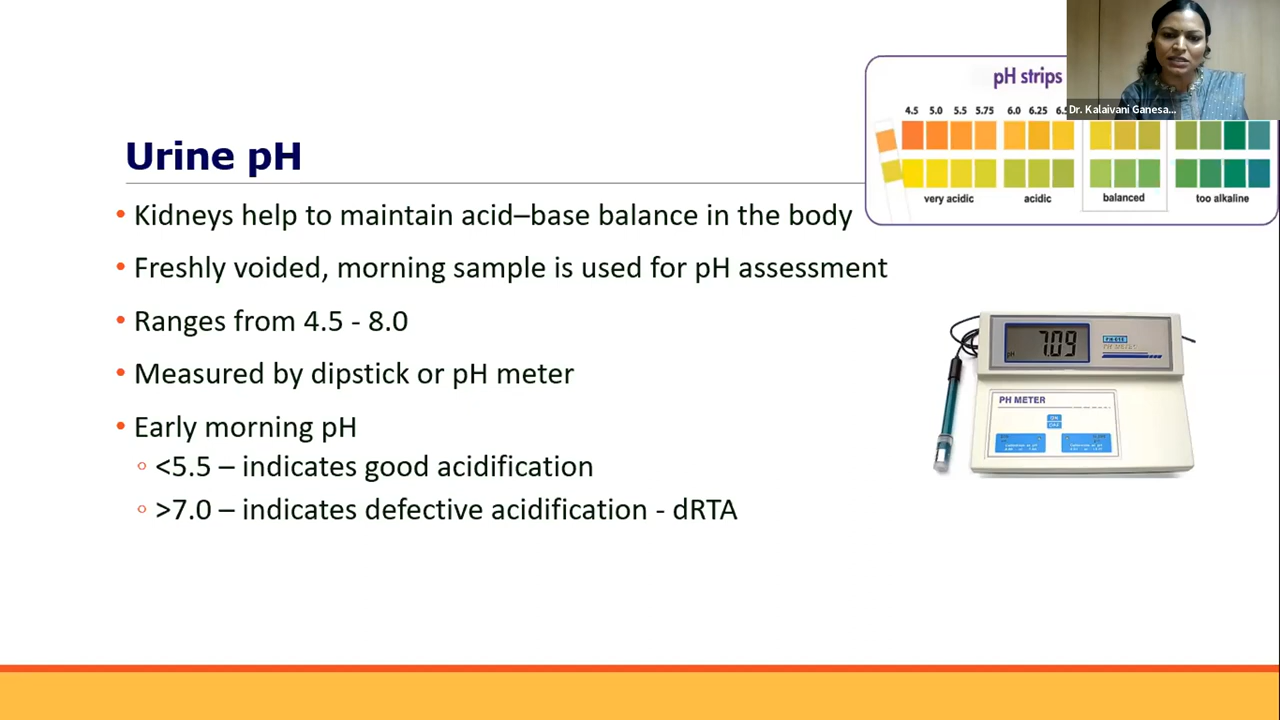 pH strips
Dr. Kalaivani Ganesa...
4.5 5.0 5.5 5.75 6.0 6.25
very acidic acidic balanced too alkaline
Urine pH
• Kidneys help to maintain acid–base balance in the body
• Freshly voided, morning sample is used for pH assessment
• Ranges from 4.5 - 8.0
• Measured by dipstick or pH meter
• Early morning pH
◦ <5.5 – indicates good acidification
◦ >7.0 – indicates defective acidification - dRTA
7.09
pH
PH METER
ON
OFF